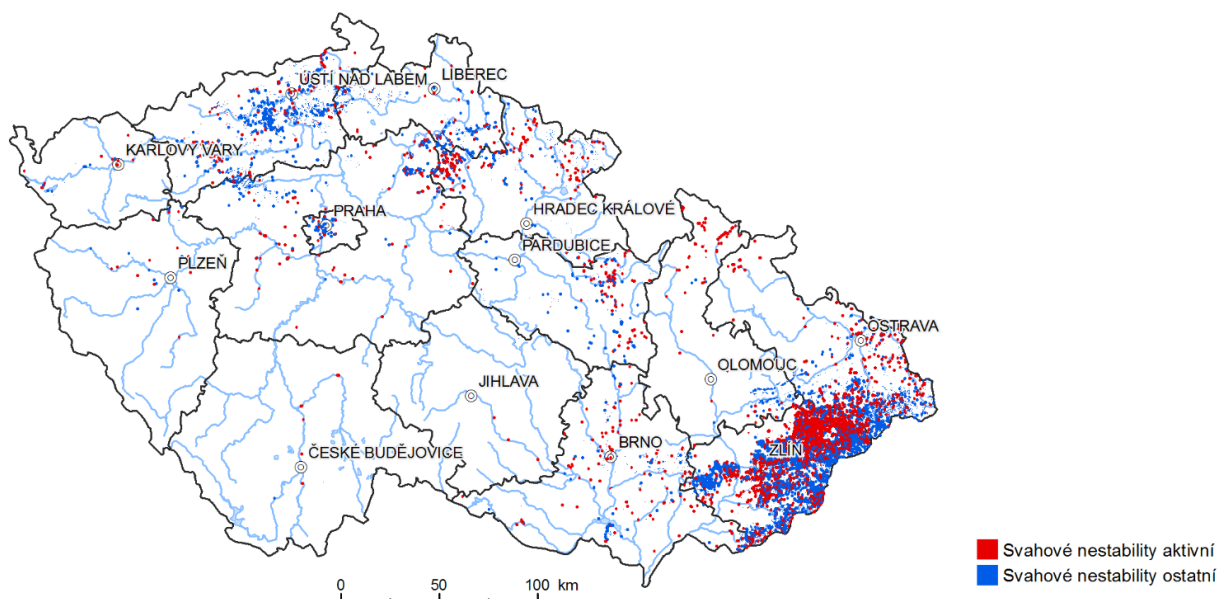 ÚSTÍ NAD LABEM
LIBEREC
KARLOVY VARY
PRAHA
HRADEC KRÁLOVÉ
PARDUBICE
PLZEŇ
OSTRAVA
OLOMOUC
JIHLAVA
BRNO
ZLÍN
ČESKÉ BUDĚJOVICE
Svahové nestability aktivní
Svahové nestability ostatní
0 50 100 km